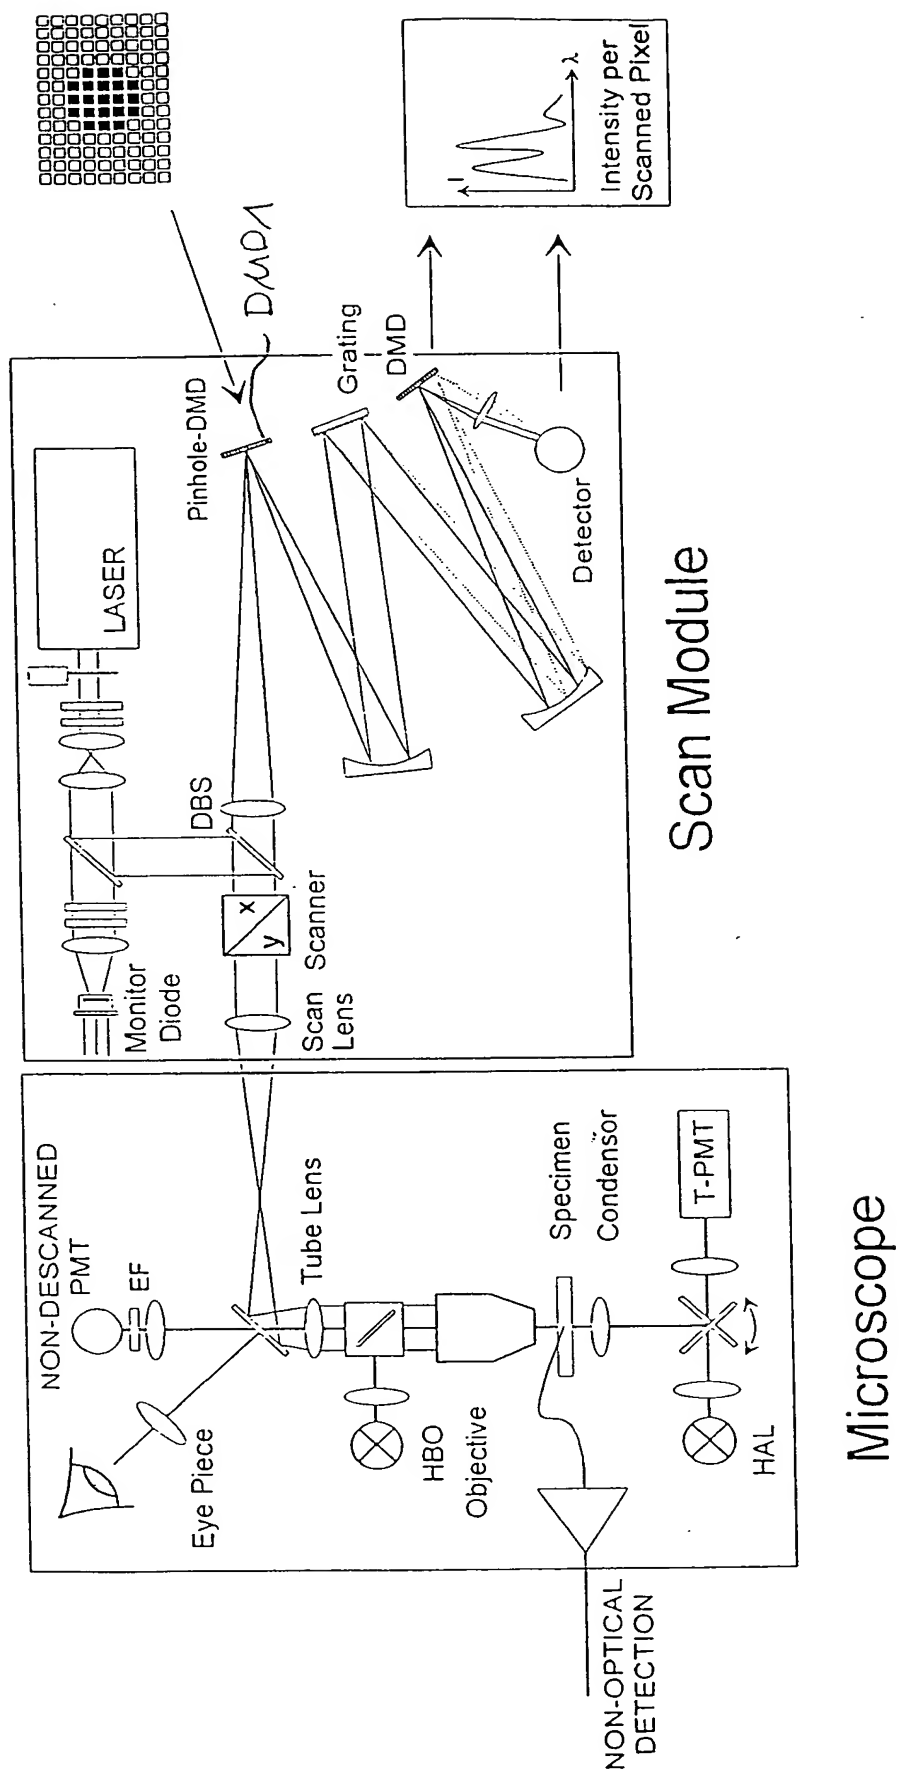 NON-DESCANNED
PMT
EF
Eye Piece
Tube Lens
HBO
Objective
Specimen
Condensor
T-PMT
HAL
NON-OPTICAL
DETECTION
Microscope
Monitor
Diode
LASER
DBS
Scan
Lens
Scanner
x
y
Pinhole-DMD
DMD1
Grating
DMD
Detector
Scan Module
I
λ
Intensity per
Scanned Pixel